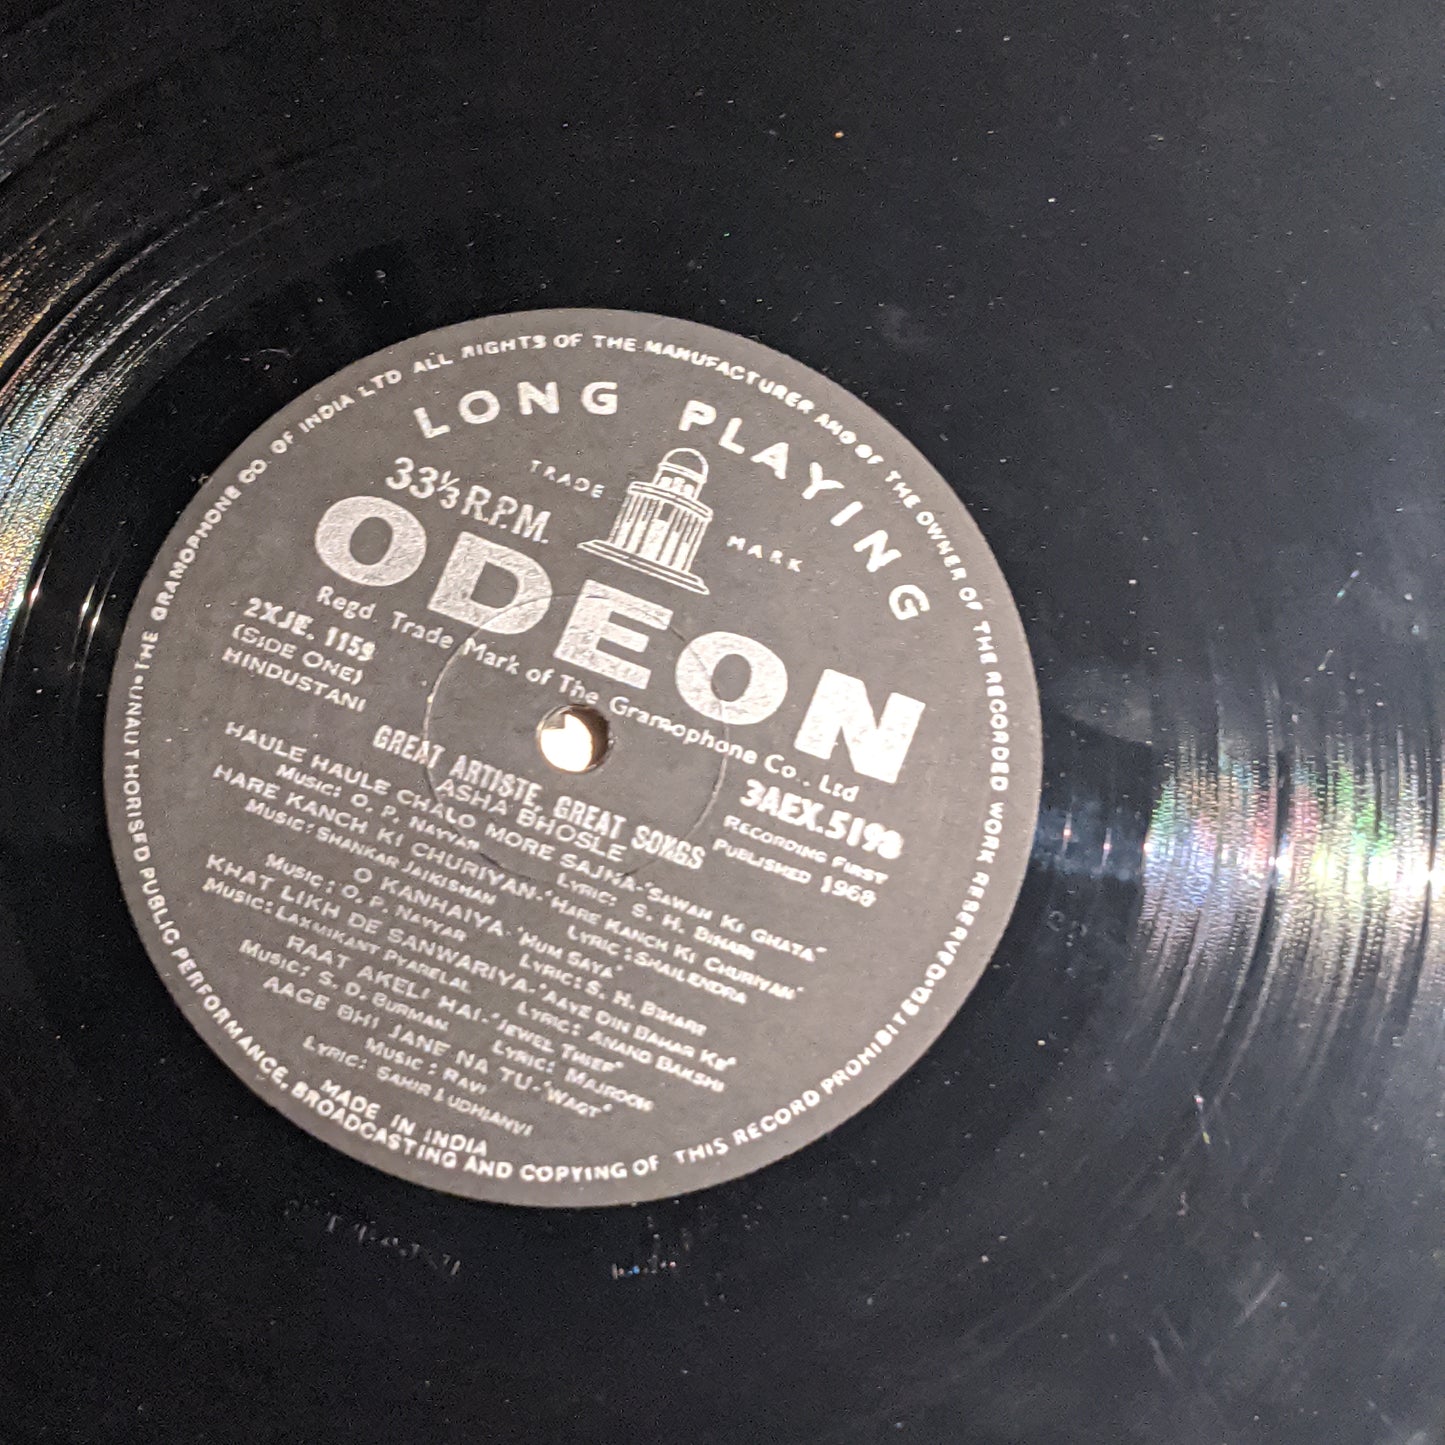 THE GRAMOPHONE CO. OF INDIA LTD ALL RIGHTS OF THE MANUFACTURER AND OF THE OWNER OF THE RECORDED WORK RESERVED • UNAUTHORISED PUBLIC PERFORMANCE, BROADCASTING AND COPYING OF THIS RECORD PROHIBITED •
LONG PLAYING
33⅓ R.P.M.
TRADE MARK
ODEON
Regd. Trade Mark of The Gramophone Co., Ltd
2XJE. 1159
(SIDE ONE)
HINDUSTANI
3AEX.5198
RECORDING FIRST
PUBLISHED 1968
GREAT ARTISTE, GREAT SONGS
ASHA BHOSLE
HAULE HAULE CHALO MORE SAJNA-"SAWAN KI GHATA"
MUSIC: O. P. NAYYAR LYRIC: S. H. BIHARI
HARE KANCH KI CHURIYAN-"HARE KANCH KI CHURIYAN"
MUSIC: SHANKAR JAIKISHAN LYRIC: SHAILENDRA
O KANHAIYA-"HUM SAYA"
MUSIC: O. P. NAYYAR LYRIC: S. H. BIHARI
KHAT LIKH DE SANWARIYA-"AAYE DIN BAHAR KE"
MUSIC: LAXMIKANT PYARELAL LYRIC: ANAND BAKSHI
RAAT AKELI HAI-"JEWEL THIEF"
MUSIC: S. D. BURMAN LYRIC: MAJROOH
AAGE BHI JANE NA TU-"WAQT"
MUSIC: RAVI
LYRIC: SAHIR LUDHIANVI
MADE IN INDIA